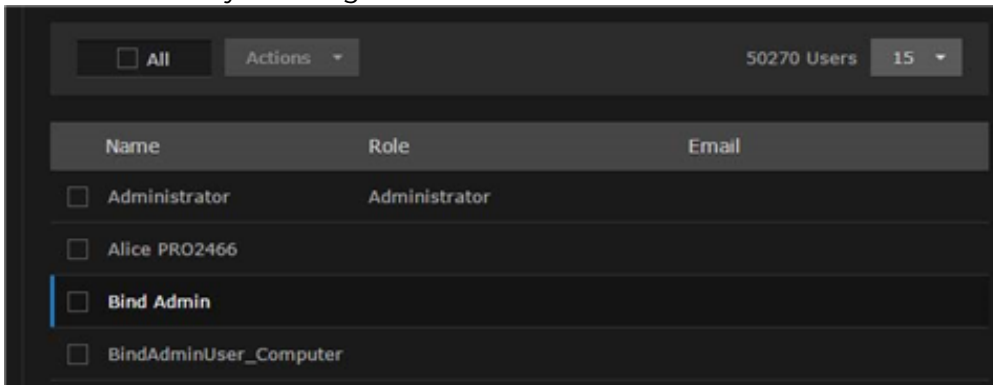 All Actions 50270 Users 15
Name Role Email
Administrator Administrator
Alice PRO2466
Bind Admin
BindAdminUser_Computer